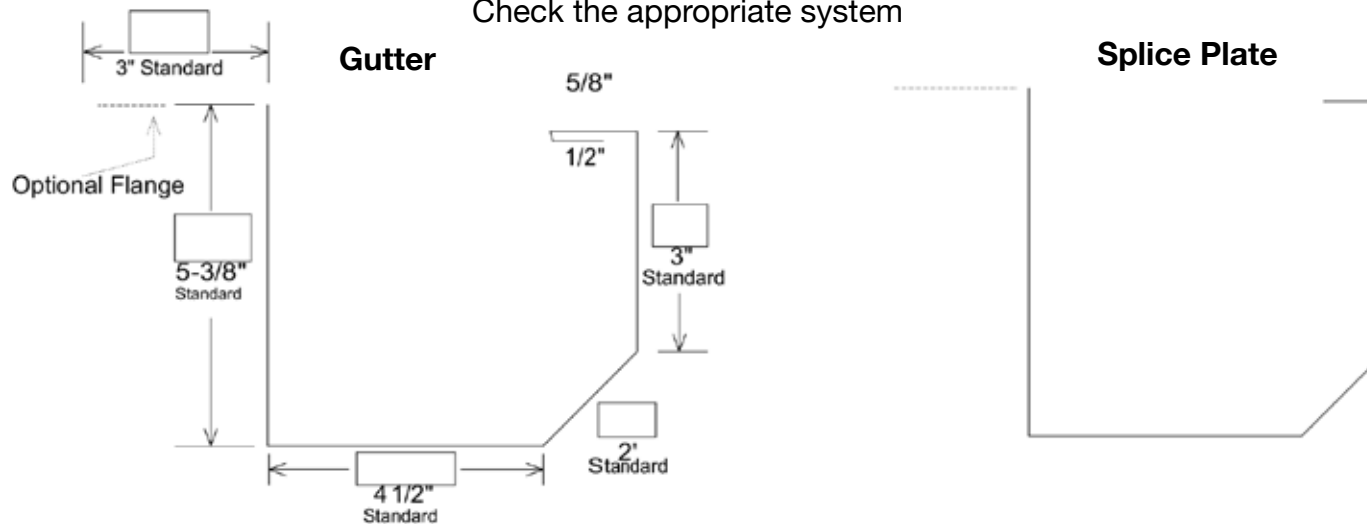 Check the appropriate system
Gutter
Splice Plate
3" Standard
5/8"
1/2"
Optional Flange
5-3/8"
Standard
3"
Standard
2"
Standard
4 1/2"
Standard